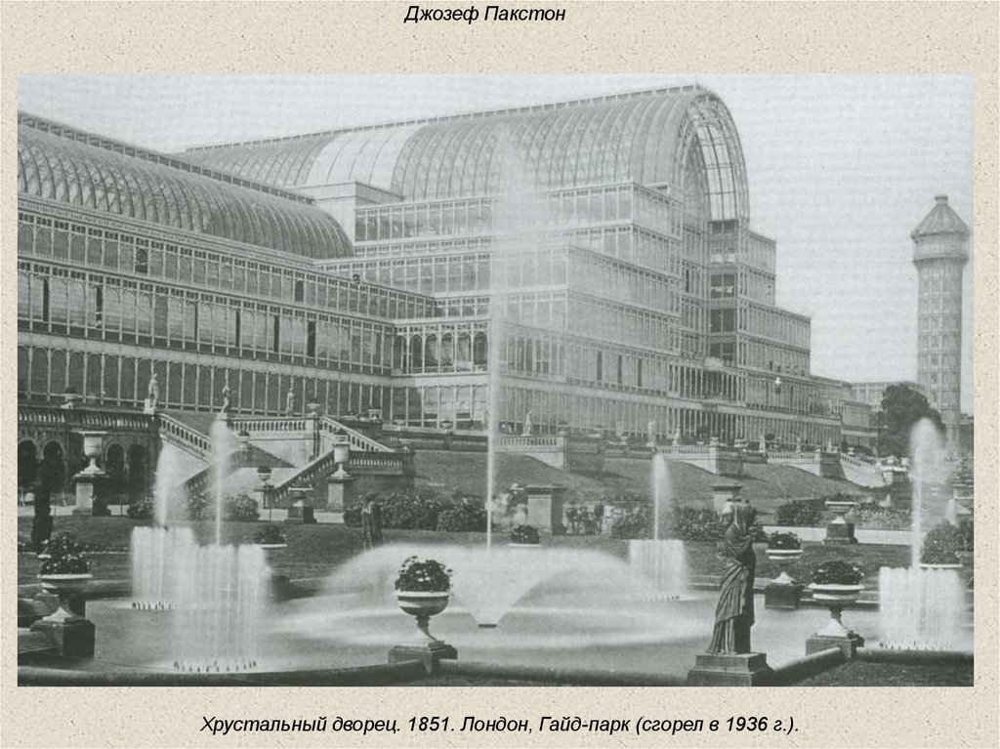 Джозеф Пакстон
Хрустальный дворец. 1851. Лондон, Гайд-парк (сгорел в 1936 г.).